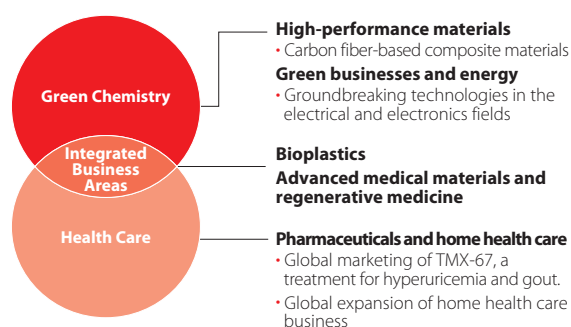 Green Chemistry
Integrated
Business
Areas
Health Care
High-performance materials
• Carbon fiber-based composite materials
Green businesses and energy
• Groundbreaking technologies in the
electrical and electronics fields
Bioplastics
Advanced medical materials and
regenerative medicine
Pharmaceuticals and home health care
• Global marketing of TMX-67, a
treatment for hyperuricemia and gout.
• Global expansion of home health care
business